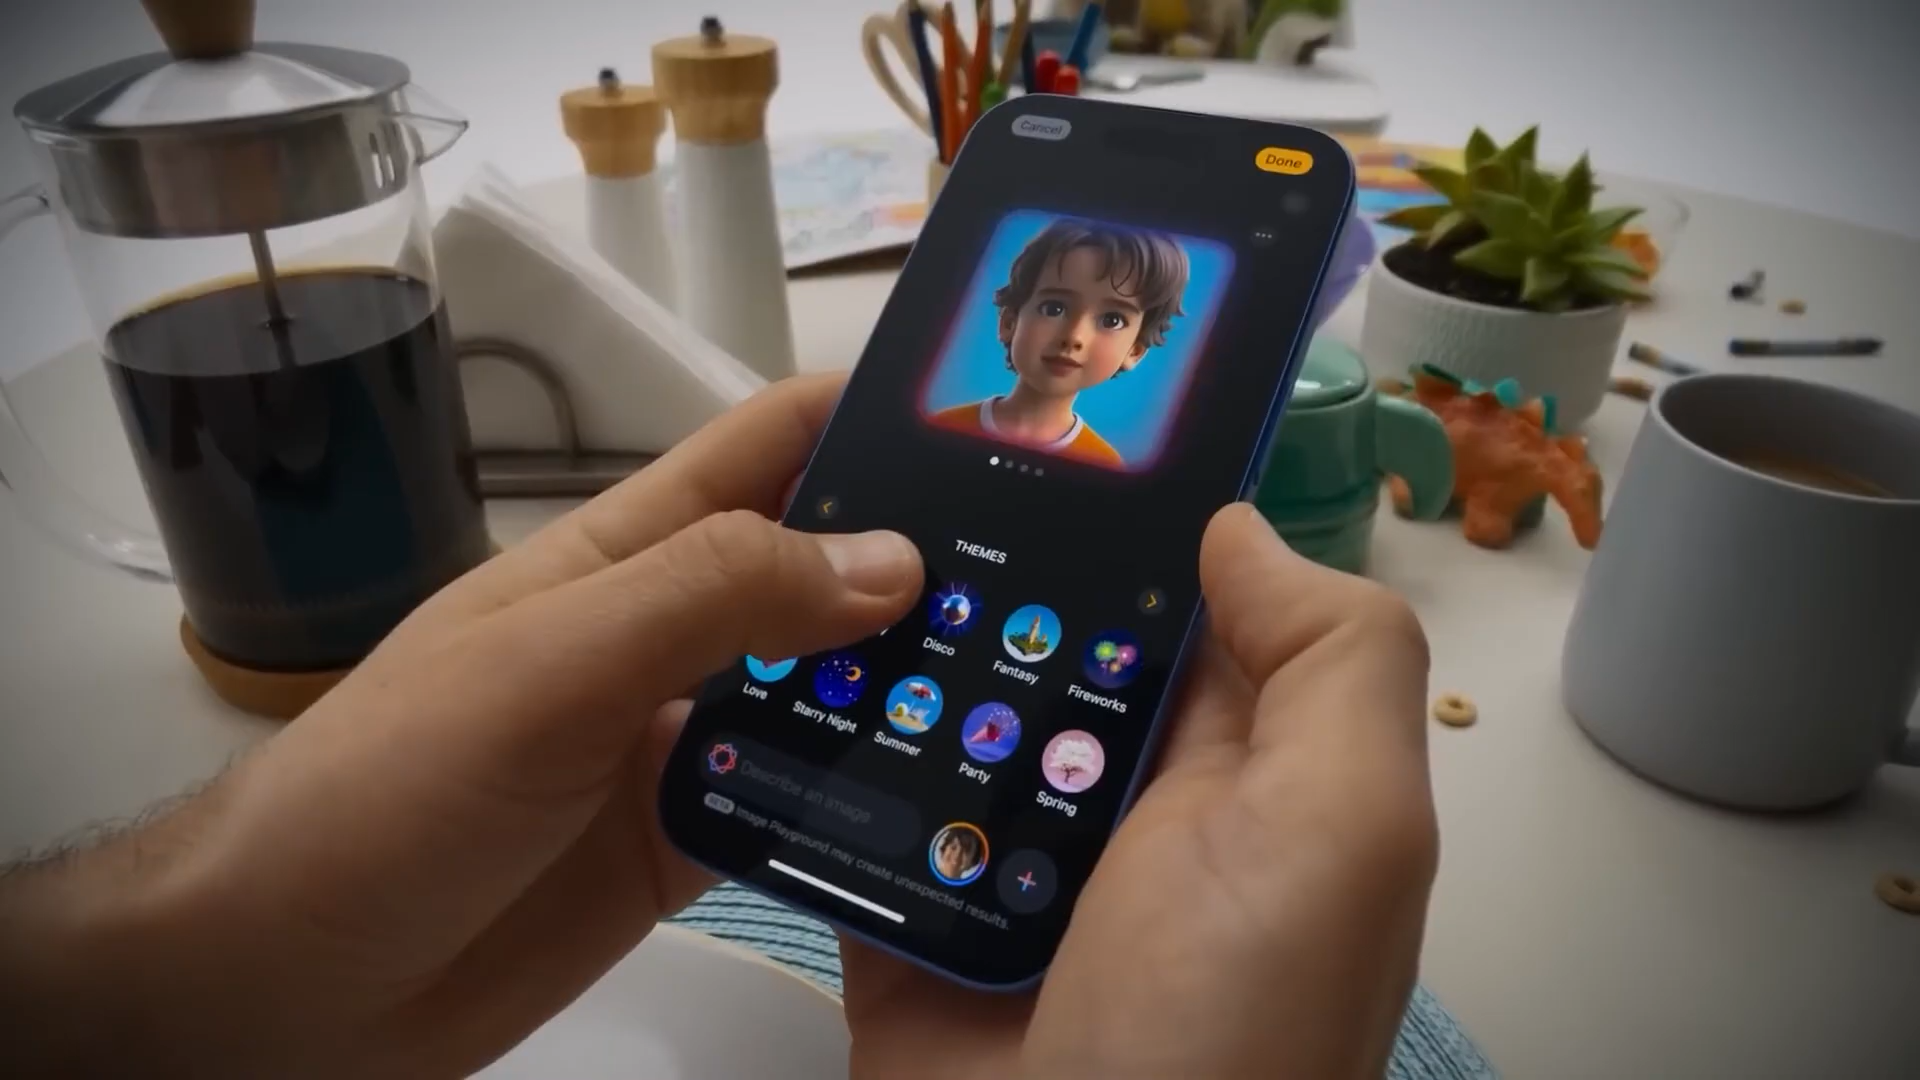 Cancel
Done
THEMES
Disco
Fantasy
Fireworks
Love
Starry Night
Summer
Party
Spring
Describe an image
BETA Image Playground may create unexpected results.